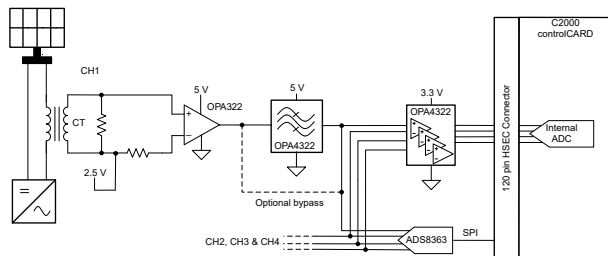 C2000
controlCARD
CH1
5 V
OPA322
5 V
OPA4322
3.3 V
OPA4322
CT
2.5 V
Optional bypass
120 pin HSEC Connector
Internal
ADC
CH2, CH3 & CH4
ADS8363
SPI